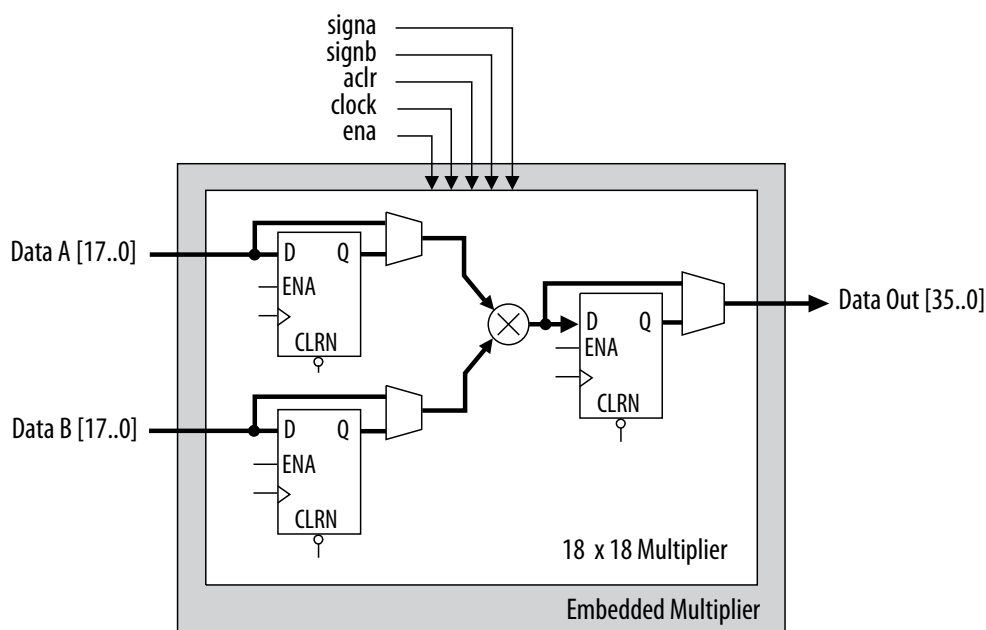 signa
signb
aclr
clock
ena
Data A [17..0]
D Q
ENA
CLRN
Data Out [35..0]
D Q
ENA
CLRN
Data B [17..0]
D Q
ENA
CLRN
18 x 18 Multiplier
Embedded Multiplier